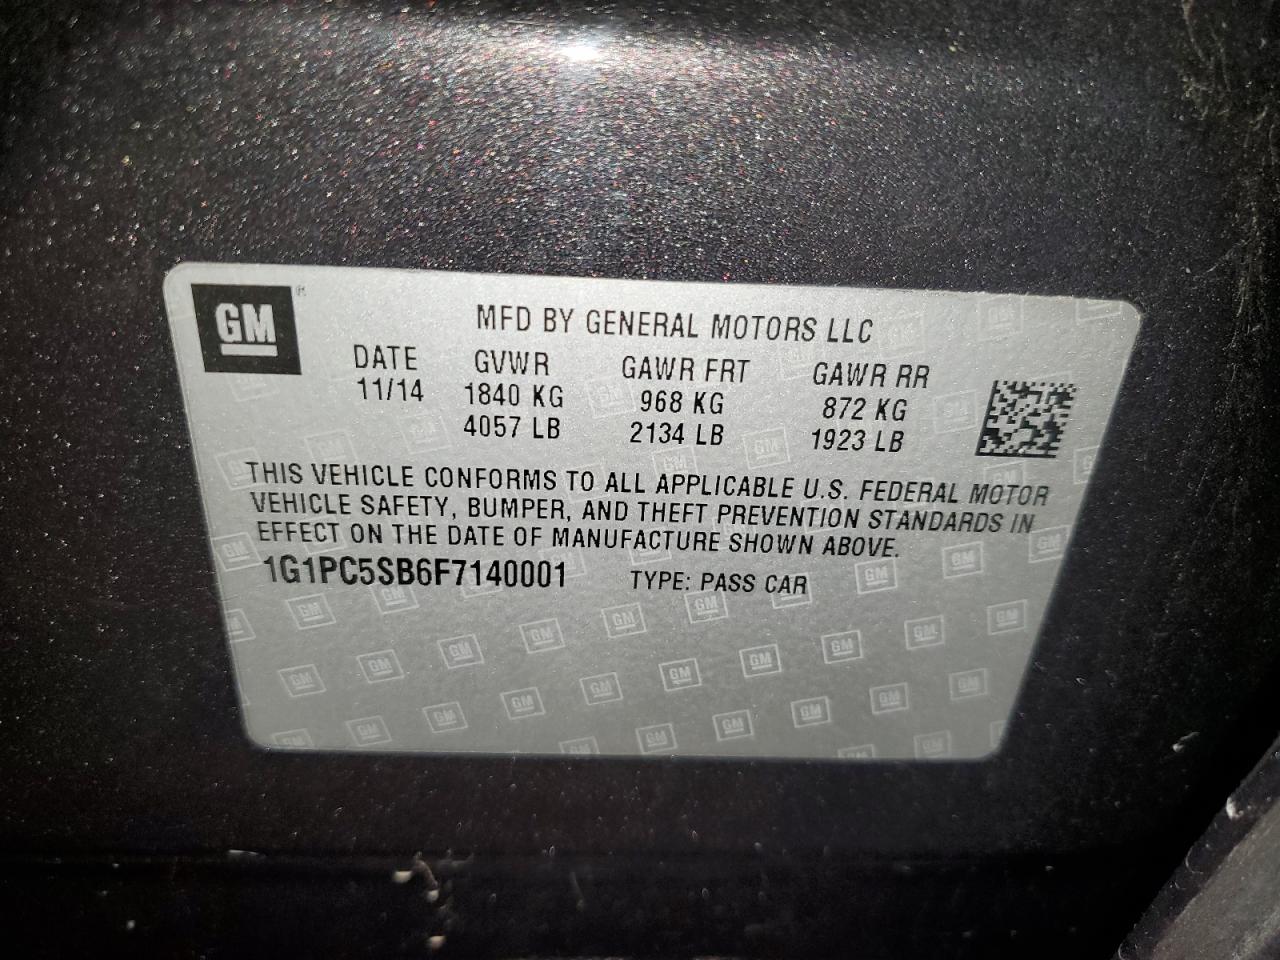 GM ®
MFD BY GENERAL MOTORS LLC
DATE GVWR GAWR FRT GAWR RR
11/14 1840 KG 968 KG 872 KG
4057 LB 2134 LB 1923 LB
THIS VEHICLE CONFORMS TO ALL APPLICABLE U.S. FEDERAL MOTOR
VEHICLE SAFETY, BUMPER, AND THEFT PREVENTION STANDARDS IN
EFFECT ON THE DATE OF MANUFACTURE SHOWN ABOVE.
1G1PC5SB6F7140001 TYPE: PASS CAR